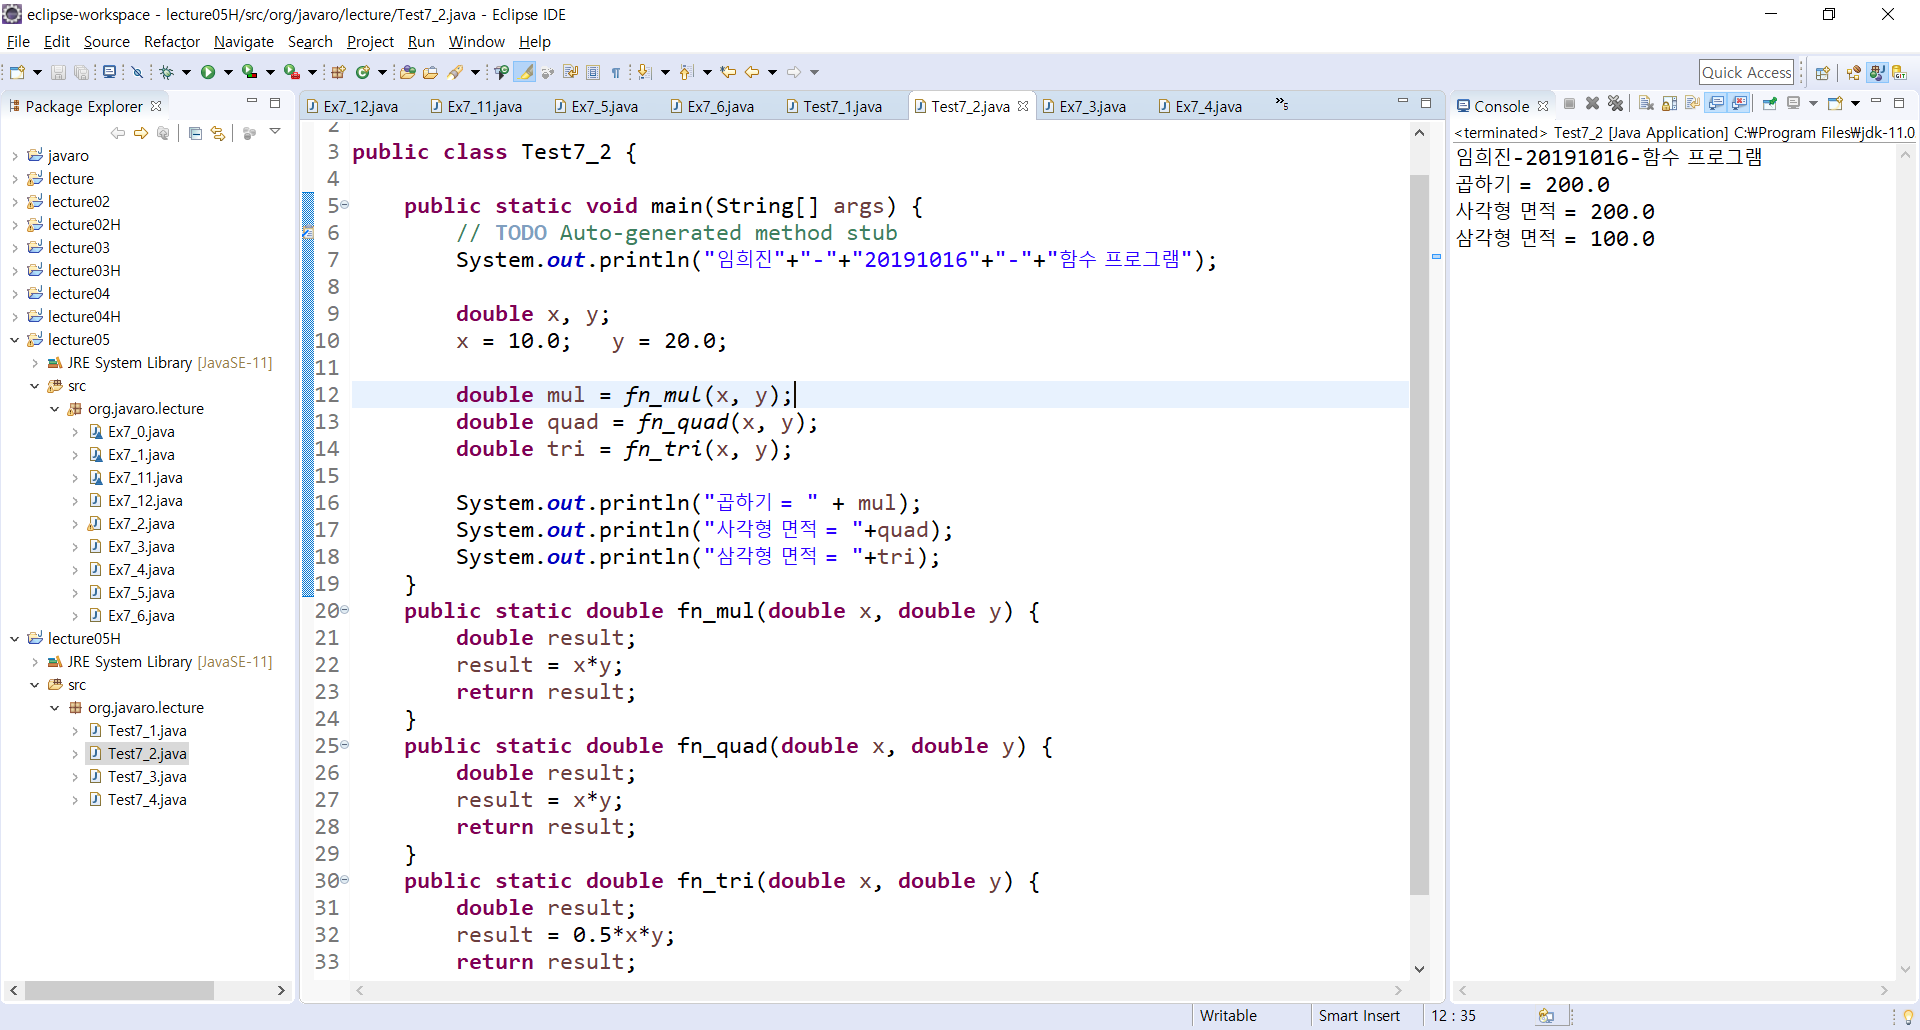 eclipse-workspace - lecture05H/src/org/javaro/lecture/Test7_2.java - Eclipse IDE
File Edit Source Refactor Navigate Search Project Run Window Help
Quick Access
Package Explorer
javaro
lecture
lecture02
lecture02H
lecture03
lecture03H
lecture04
lecture04H
lecture05
JRE System Library [JavaSE-11]
src
org.javaro.lecture
Ex7_0.java
Ex7_1.java
Ex7_11.java
Ex7_12.java
Ex7_2.java
Ex7_3.java
Ex7_4.java
Ex7_5.java
Ex7_6.java
lecture05H
JRE System Library [JavaSE-11]
src
org.javaro.lecture
Test7_1.java
Test7_2.java
Test7_3.java
Test7_4.java
Ex7_12.java Ex7_11.java Ex7_5.java Ex7_6.java Test7_1.java Test7_2.java Ex7_3.java Ex7_4.java »5
2
3 public class Test7_2 {
4
5 public static void main(String[] args) {
6 // TODO Auto-generated method stub
7 System.out.println("임희진"+"-"+"20191016"+"-"+"함수 프로그램");
8
9 double x, y;
10 x = 10.0; y = 20.0;
11
12 double mul = fn_mul(x, y);
13 double quad = fn_quad(x, y);
14 double tri = fn_tri(x, y);
15
16 System.out.println("곱하기 = " + mul);
17 System.out.println("사각형 면적 = "+quad);
18 System.out.println("삼각형 면적 = "+tri);
19 }
20 public static double fn_mul(double x, double y) {
21 double result;
22 result = x*y;
23 return result;
24 }
25 public static double fn_quad(double x, double y) {
26 double result;
27 result = x*y;
28 return result;
29 }
30 public static double fn_tri(double x, double y) {
31 double result;
32 result = 0.5*x*y;
33 return result;
Console
<terminated> Test7_2 [Java Application] C:₩Program Files₩jdk-11.0
임희진-20191016-함수 프로그램
곱하기 = 200.0
사각형 면적 = 200.0
삼각형 면적 = 100.0
Writable Smart Insert 12 : 35